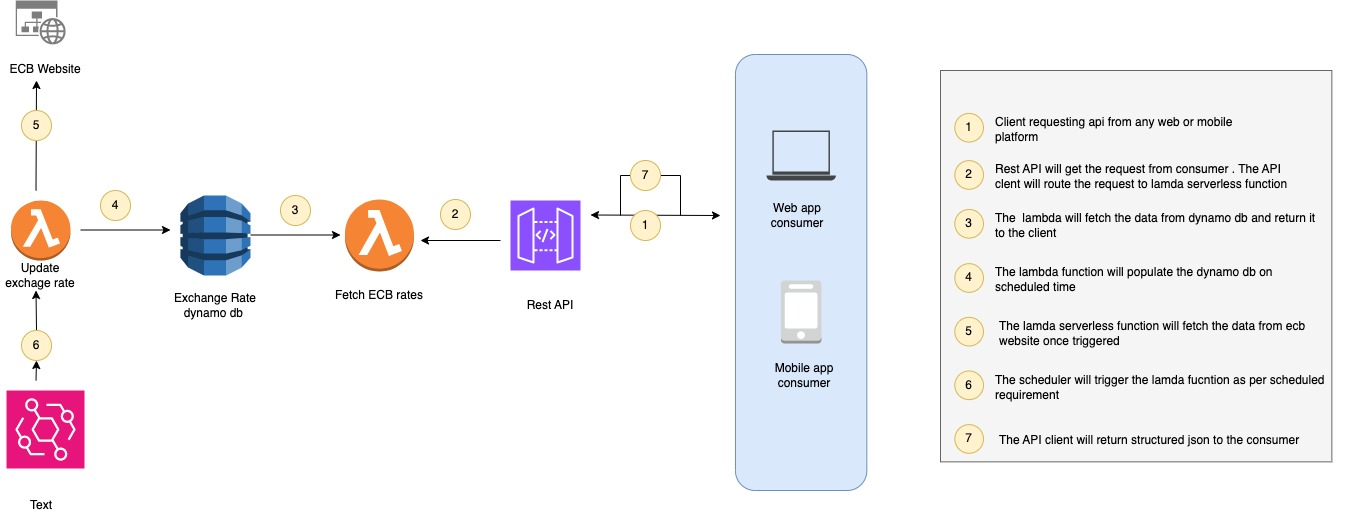 ECB Website
5
4
Update
exchage rate
6
Text
Exchange Rate
dynamo db
3
Fetch ECB rates
2
Rest API
7
1
Web app
consumer
Mobile app
consumer
1
Client requesting api from any web or mobile
platform
2
Rest API will get the request from consumer . The API
clent will route the request to lamda serverless function
3
The lambda will fetch the data from dynamo db and return it
to the client
4
The lambda function will populate the dynamo db on
scheduled time
5
The lamda serverless function will fetch the data from ecb
website once triggered
6
The scheduler will trigger the lamda fucntion as per scheduled
requirement
7
The API client will return structured json to the consumer